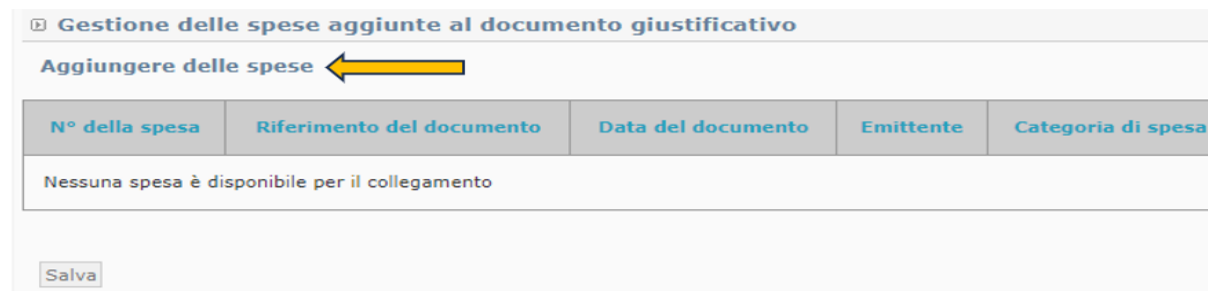 Gestione delle spese aggiunte al documento giustificativo
Aggiungere delle spese
N° della spesa Riferimento del documento Data del documento Emittente Categoria di spesa
Nessuna spesa è disponibile per il collegamento
Salva